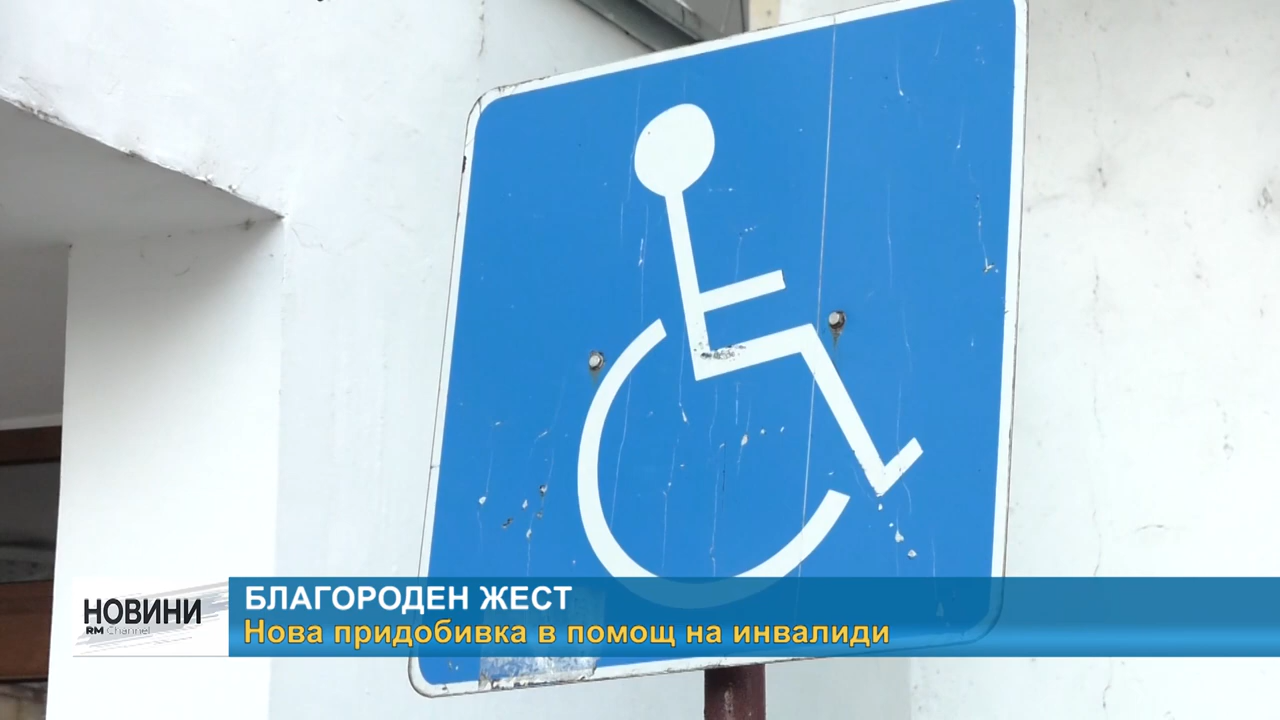 БЛАГОРОДЕН ЖЕСТ
Нова придобивка в помощ на инвалиди
НОВИНИ
RM Channel